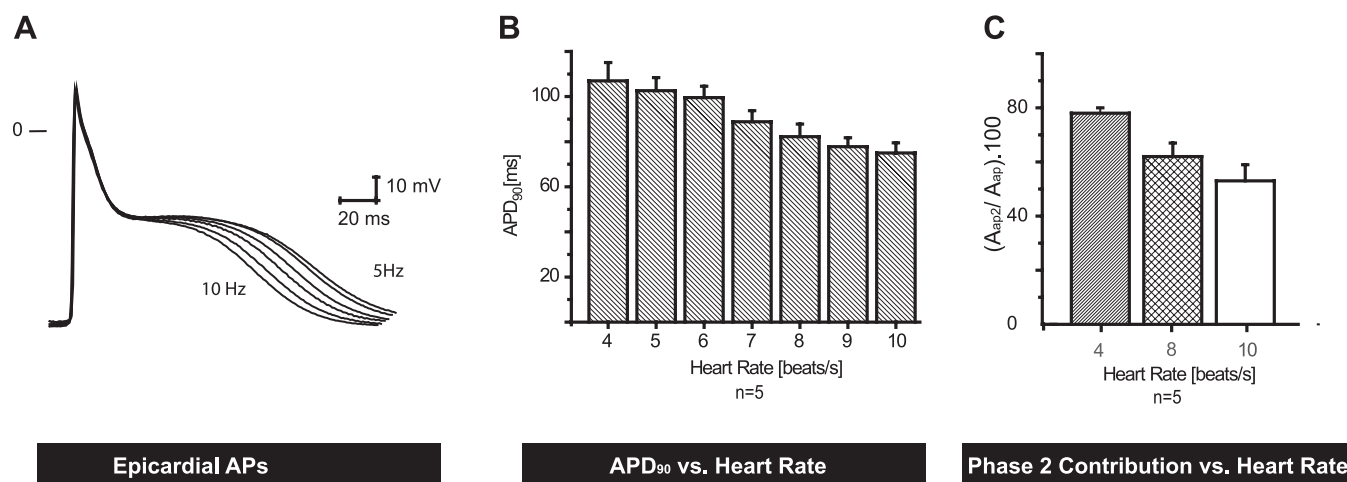 A
0
10 mV
20 ms
5Hz
10 Hz
Epicardial APs
B
APD90[ms]
100
60
20
4 5 6 7 8 9 10
Heart Rate [beats/s]
n=5
APD90 vs. Heart Rate
C
(Aap2/ Aap).100
80
40
0
4 8 10
Heart Rate [beats/s]
n=5
Phase 2 Contribution vs. Heart Rate